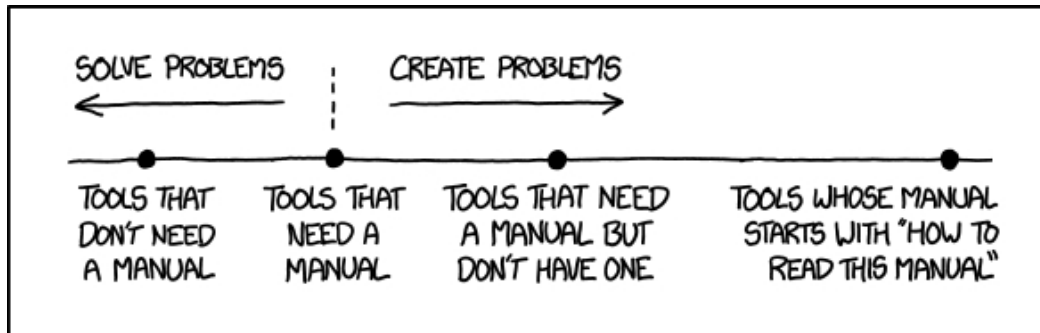 SOLVE PROBLEMS
CREATE PROBLEMS
TOOLS THAT
DON'T NEED
A MANUAL
TOOLS THAT
NEED A
MANUAL
TOOLS THAT NEED
A MANUAL BUT
DON'T HAVE ONE
TOOLS WHOSE MANUAL
STARTS WITH "HOW TO
READ THIS MANUAL"